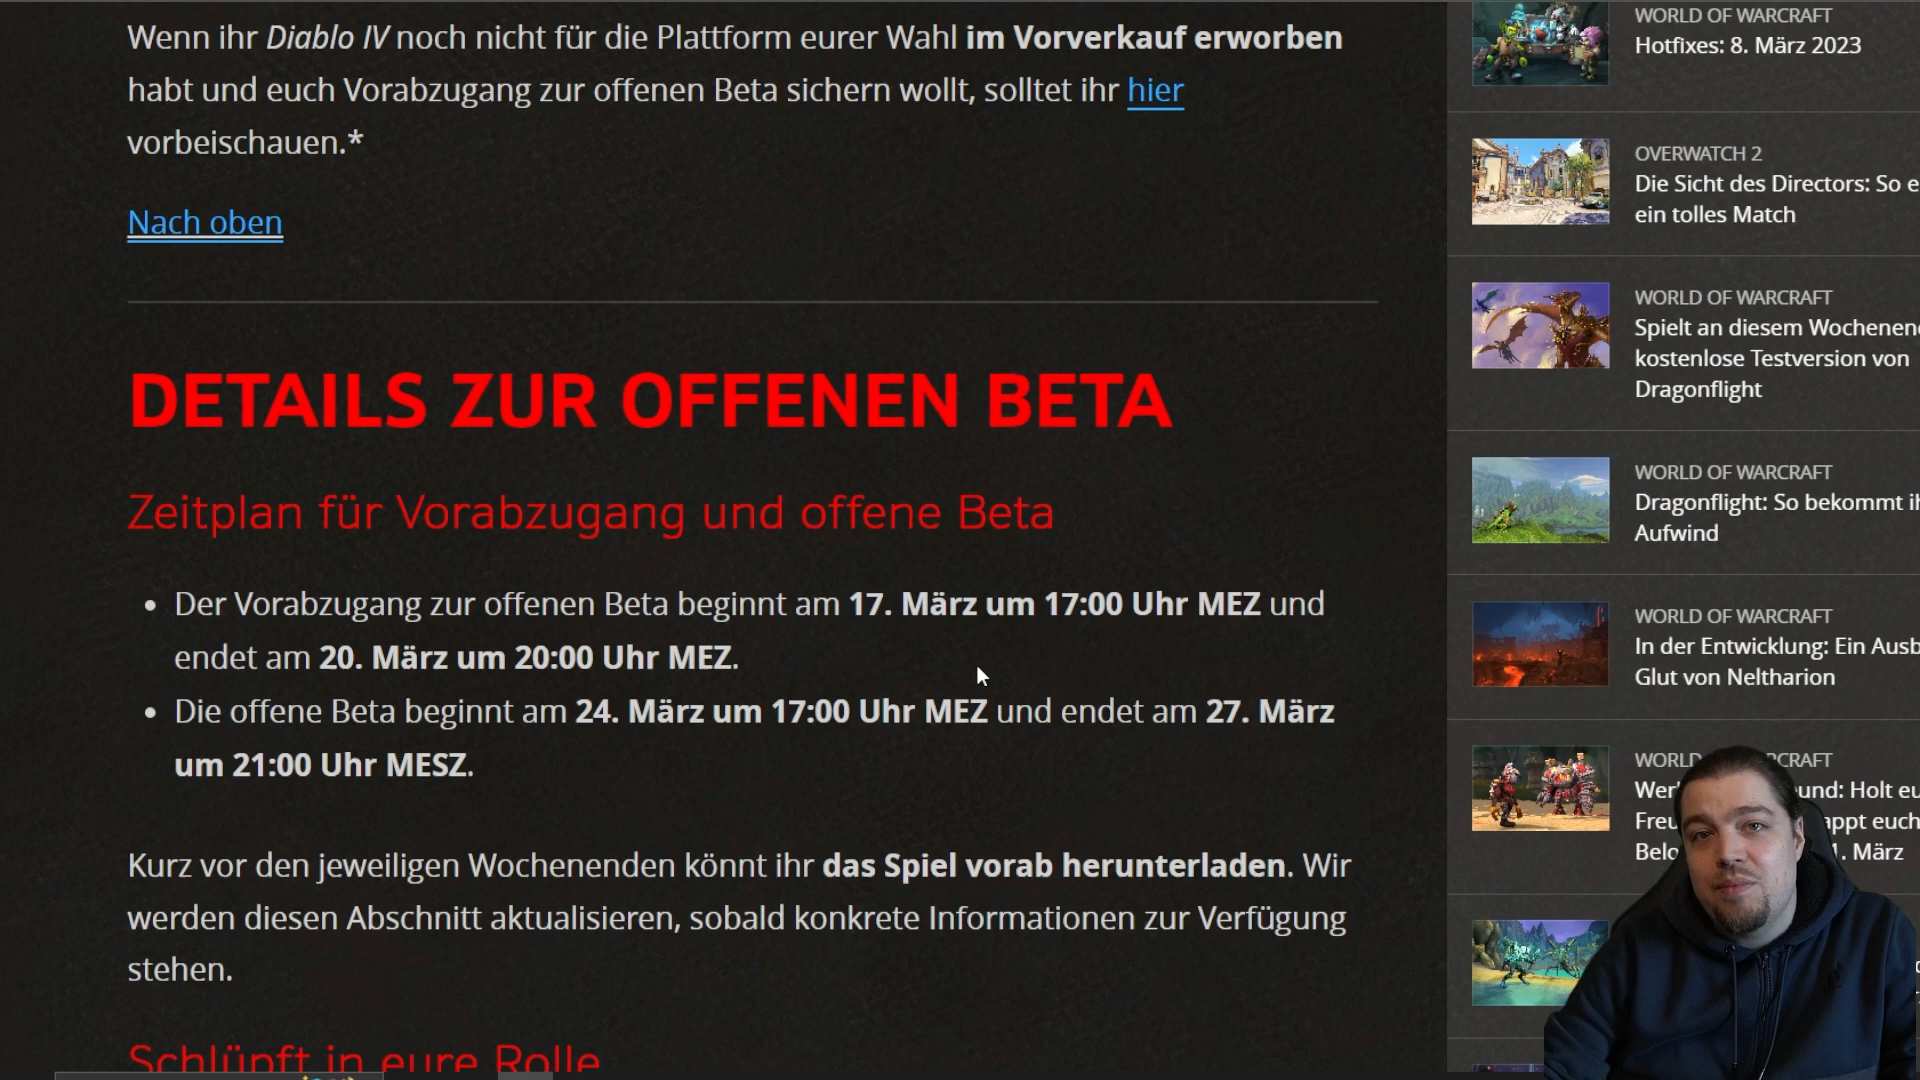 Wenn ihr Diablo IV noch nicht für die Plattform eurer Wahl im Vorverkauf erworben
habt und euch Vorabzugang zur offenen Beta sichern wollt, solltet ihr hier
vorbeischauen.*
Nach oben
DETAILS ZUR OFFENEN BETA
Zeitplan für Vorabzugang und offene Beta
• Der Vorabzugang zur offenen Beta beginnt am 17. März um 17:00 Uhr MEZ und
endet am 20. März um 20:00 Uhr MEZ.
• Die offene Beta beginnt am 24. März um 17:00 Uhr MEZ und endet am 27. März
um 21:00 Uhr MESZ.
Kurz vor den jeweiligen Wochenenden könnt ihr das Spiel vorab herunterladen. Wir
werden diesen Abschnitt aktualisieren, sobald konkrete Informationen zur Verfügung
stehen.
Schlüpft in eure Rolle
WORLD OF WARCRAFT
Hotfixes: 8. März 2023
OVERWATCH 2
Die Sicht des Directors: So e
ein tolles Match
WORLD OF WARCRAFT
Spielt an diesem Wochenen
kostenlose Testversion von
Dragonflight
WORLD OF WARCRAFT
Dragonflight: So bekommt ih
Aufwind
WORLD OF WARCRAFT
In der Entwicklung: Ein Ausb
Glut von Neltharion
WORLD RCRAFT
Wer und: Holt eu
Freu appt euch
Belo . März